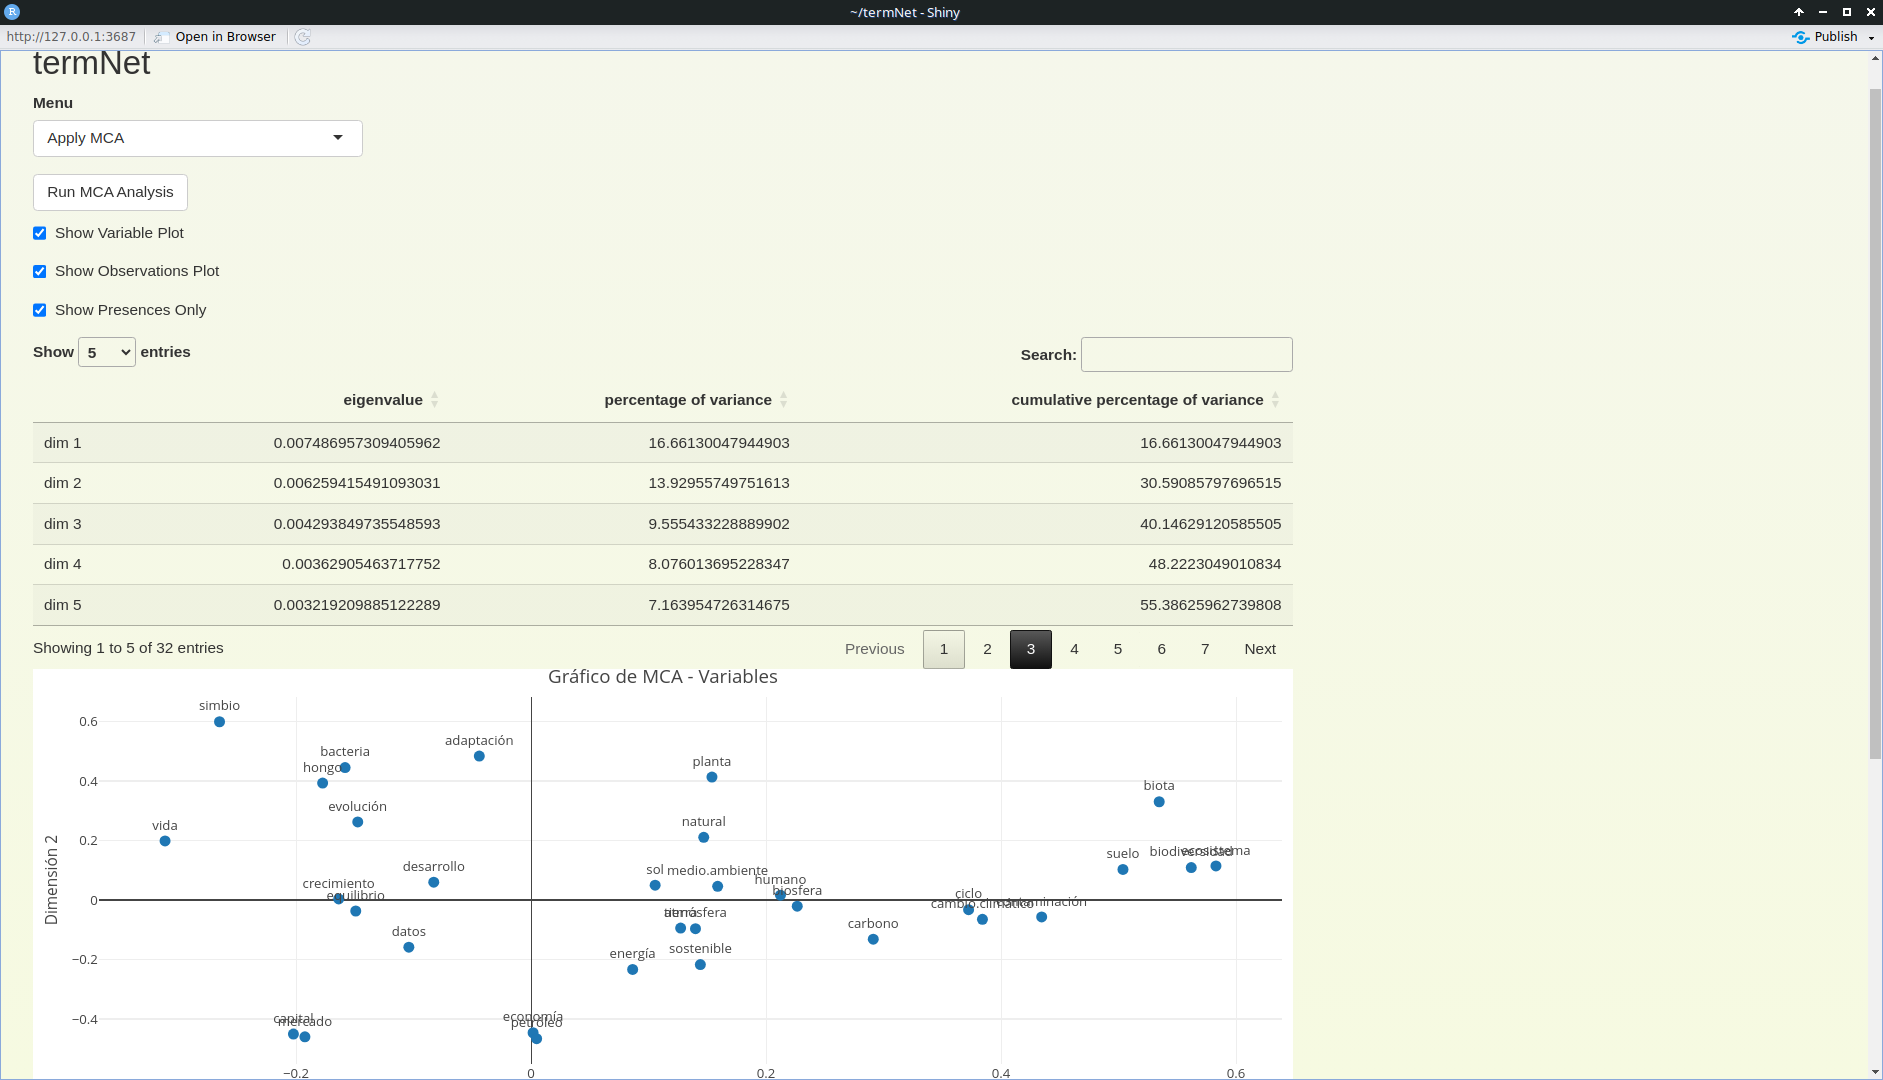 ~/termNet - Shiny
http://127.0.0.1:3687 Open in Browser Publish
termNet
Menu
Apply MCA
Run MCA Analysis
Show Variable Plot
Show Observations Plot
Show Presences Only
Show 5 entries Search:
eigenvalue percentage of variance cumulative percentage of variance
dim 1 0.007486957309405962 16.66130047944903 16.66130047944903
dim 2 0.006259415491093031 13.92955749751613 30.59085797696515
dim 3 0.004293849735548593 9.555433228889902 40.14629120585505
dim 4 0.00362905463717752 8.076013695228347 48.2223049010834
dim 5 0.003219209885122289 7.163954726314675 55.38625962739808
Showing 1 to 5 of 32 entries Previous 1 2 3 4 5 6 7 Next
Gráfico de MCA - Variables
simbio
0.6
adaptación
bacteria
planta
hongo
0.4
biota
evolución
natural
vida
0.2
biodiversidad ecosistema
suelo
desarrollo
sol medio.ambiente
humano
crecimiento
biosfera
ciclo
equilibrio
0
cambio.climático contaminación
tierra atmósfera
carbono
datos
sostenible
energía
−0.2
economía
capital
−0.4
mercado
petróleo
Dimensión 2
−0.2 0 0.2 0.4 0.6